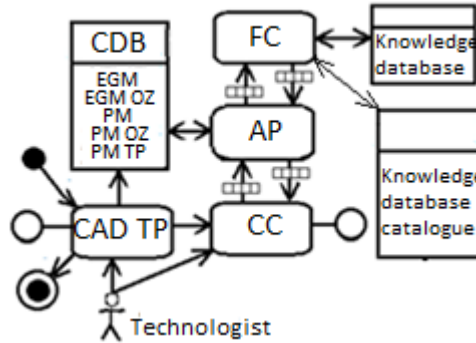 CDB
EGM
EGM OZ
PM
PM OZ
PM TP
FC
Knowledge
database
AP
Knowledge
database
catalogue
CAD TP
CC
Technologist